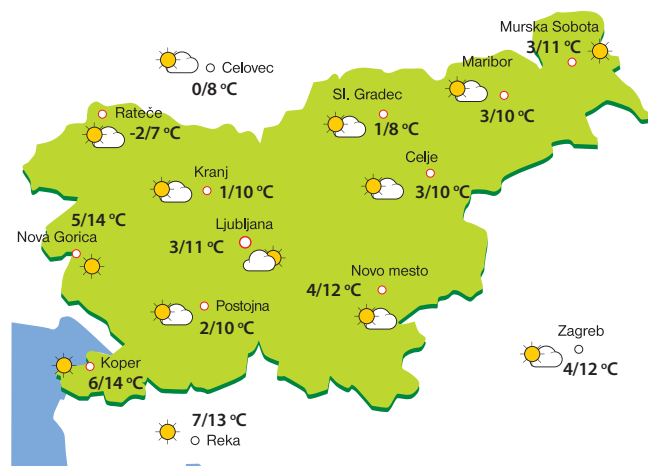 Murska Sobota
3/11 °C
Maribor
3/10 °C
Celovec
0/8 °C
Sl. Gradec
1/8 °C
Rateče
-2/7 °C
Celje
3/10 °C
Kranj
1/10 °C
5/14 °C
Nova Gorica
Ljubljana
3/11 °C
Novo mesto
4/12 °C
Postojna
2/10 °C
Zagreb
4/12 °C
Koper
6/14 °C
7/13 °C
Reka